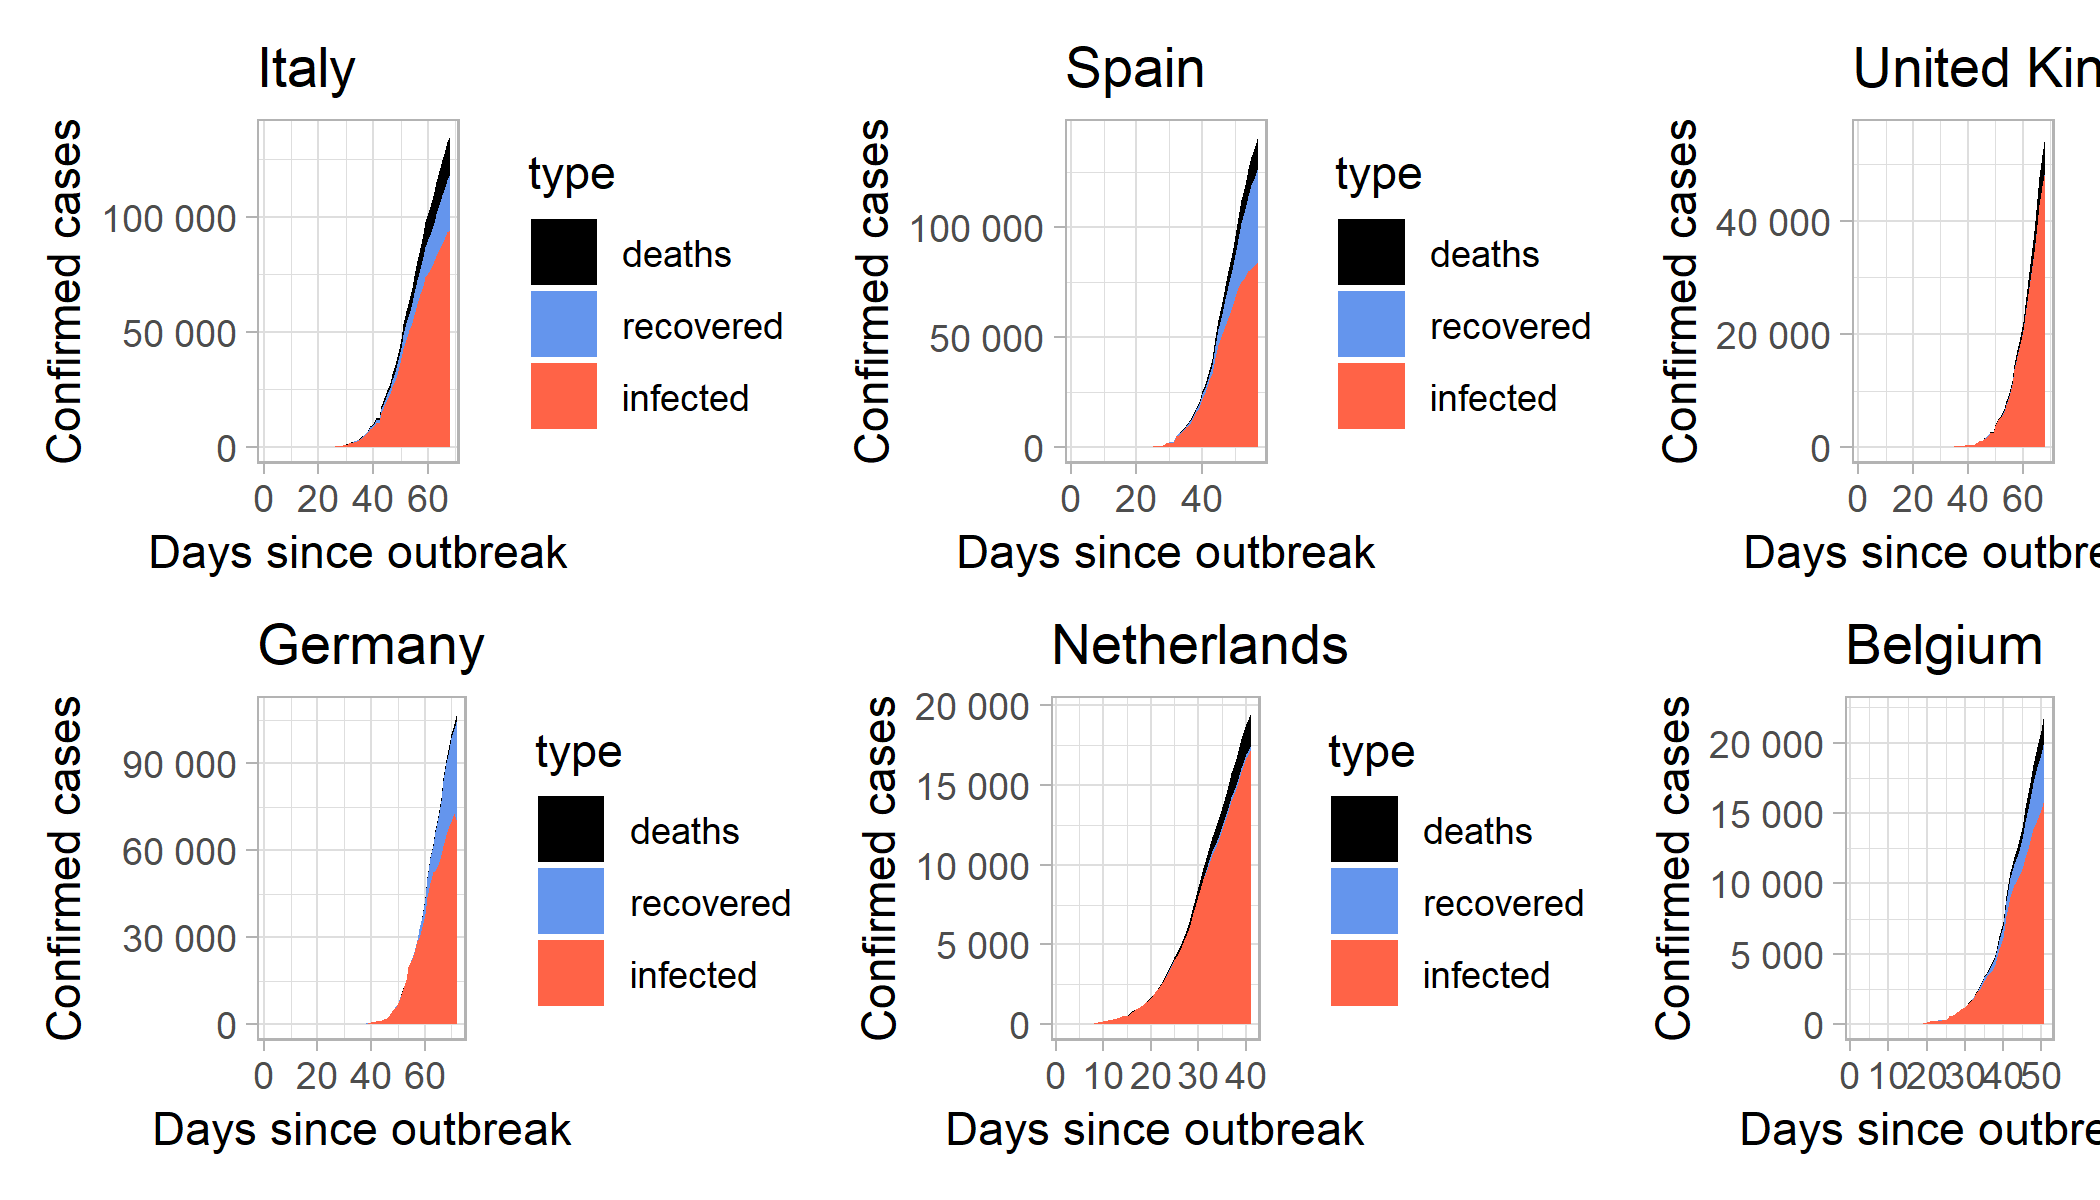 Italy
Confirmed cases
100 000
50 000
0
0 20 40 60
Days since outbreak
type
deaths
recovered
infected
Spain
Confirmed cases
100 000
50 000
0
0 20 40
Days since outbreak
type
deaths
recovered
infected
United Kin
Confirmed cases
40 000
20 000
0
0 20 40 60
Days since outbre
Germany
Confirmed cases
90 000
60 000
30 000
0
0 20 40 60
Days since outbreak
type
deaths
recovered
infected
Netherlands
Confirmed cases
20 000
15 000
10 000
5 000
0
0 10 20 30 40
Days since outbreak
type
deaths
recovered
infected
Belgium
Confirmed cases
20 000
15 000
10 000
5 000
0
0 10 20 30 40 50
Days since outbre